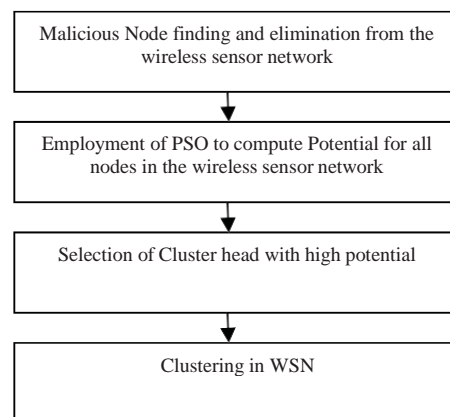 Malicious Node finding and elimination from the
wireless sensor network
Employment of PSO to compute Potential for all
nodes in the wireless sensor network
Selection of Cluster head with high potential
Clustering in WSN